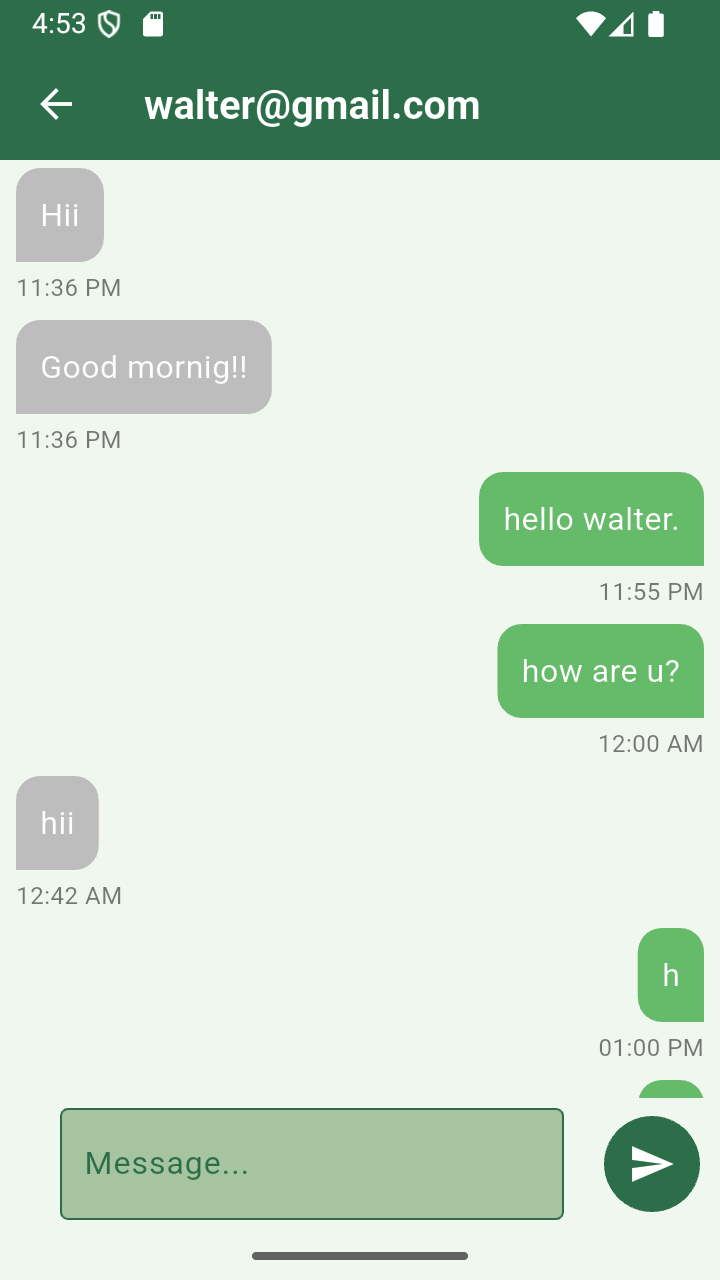 4:53
walter@gmail.com
Hii
11:36 PM
Good mornig!!
11:36 PM
hello walter.
11:55 PM
how are u?
12:00 AM
hii
12:42 AM
h
01:00 PM
Message...